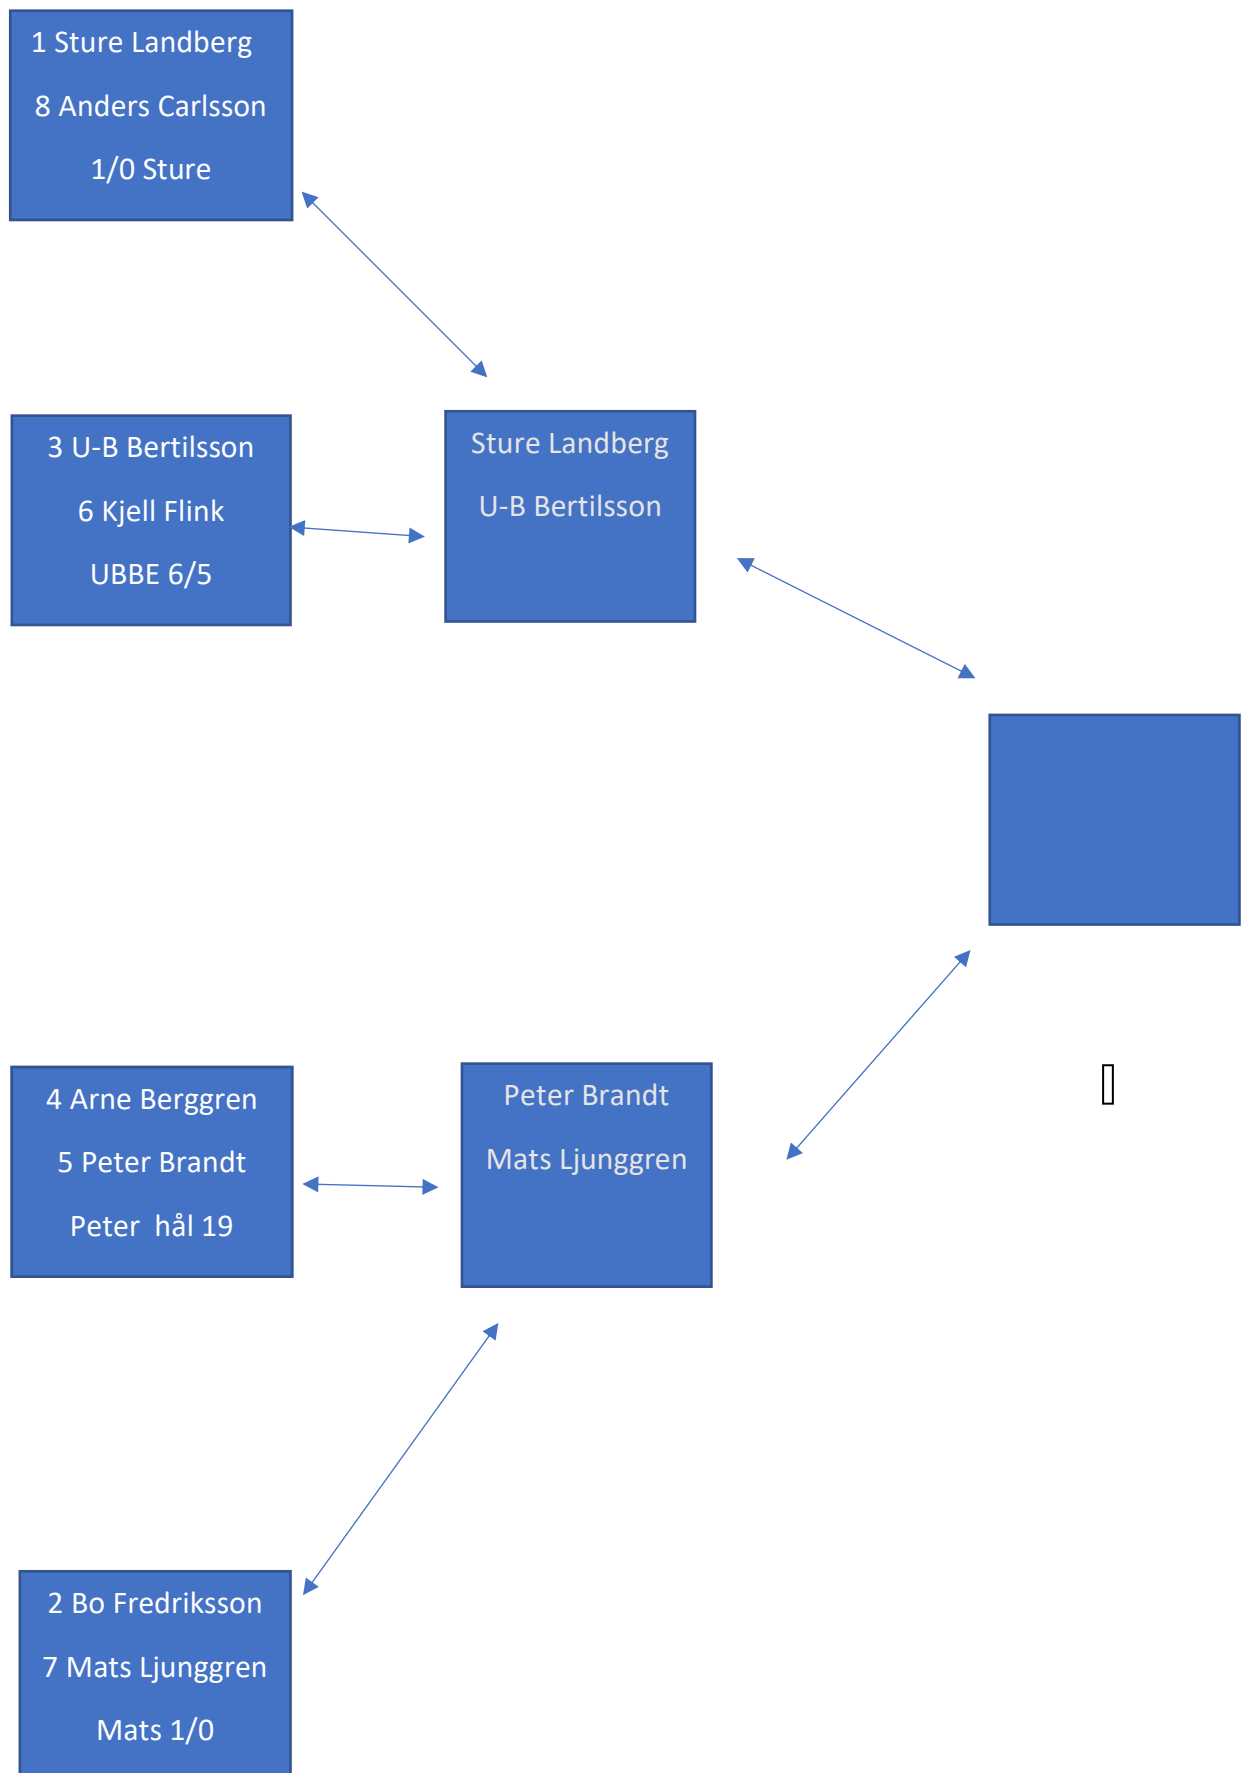 1 Sture Landberg
8 Anders Carlsson
1/0 Sture
3 U-B Bertilsson
6 Kjell Flink
UBBE 6/5
Sture Landberg
U-B Bertilsson
4 Arne Berggren
5 Peter Brandt
Peter  hål 19
Peter Brandt
Mats Ljunggren
2 Bo Fredriksson
7 Mats Ljunggren
Mats 1/0